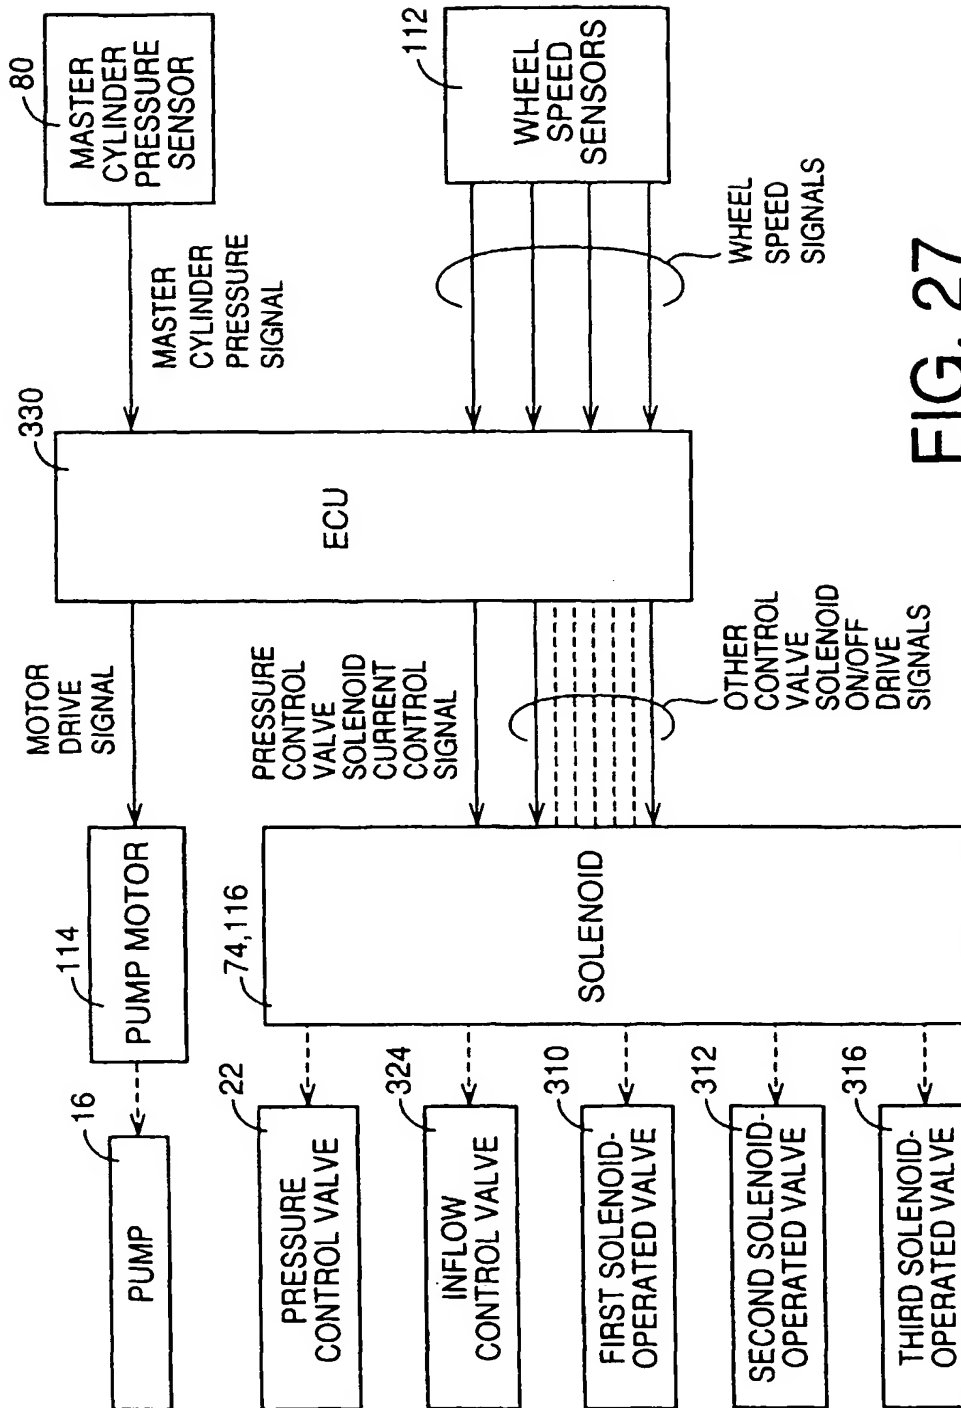 80
MASTER
CYLINDER
PRESSURE
SENSOR
112
WHEEL
SPEED
SENSORS
MASTER
CYLINDER
PRESSURE
SIGNAL
WHEEL
SPEED
SIGNALS
330
ECU
MOTOR
DRIVE
SIGNAL
PRESSURE
CONTROL
VALVE
SOLENOID
CURRENT
CONTROL
SIGNAL
OTHER
CONTROL
VALVE
SOLENOID
ON/OFF
DRIVE
SIGNALS
114
PUMP MOTOR
74,116
SOLENOID
16
PUMP
22
PRESSURE
CONTROL VALVE
324
INFLOW
CONTROL VALVE
310
FIRST SOLENOID-
OPERATED VALVE
312
SECOND SOLENOID-
OPERATED VALVE
316
THIRD SOLENOID-
OPERATED VALVE
FIG. 27